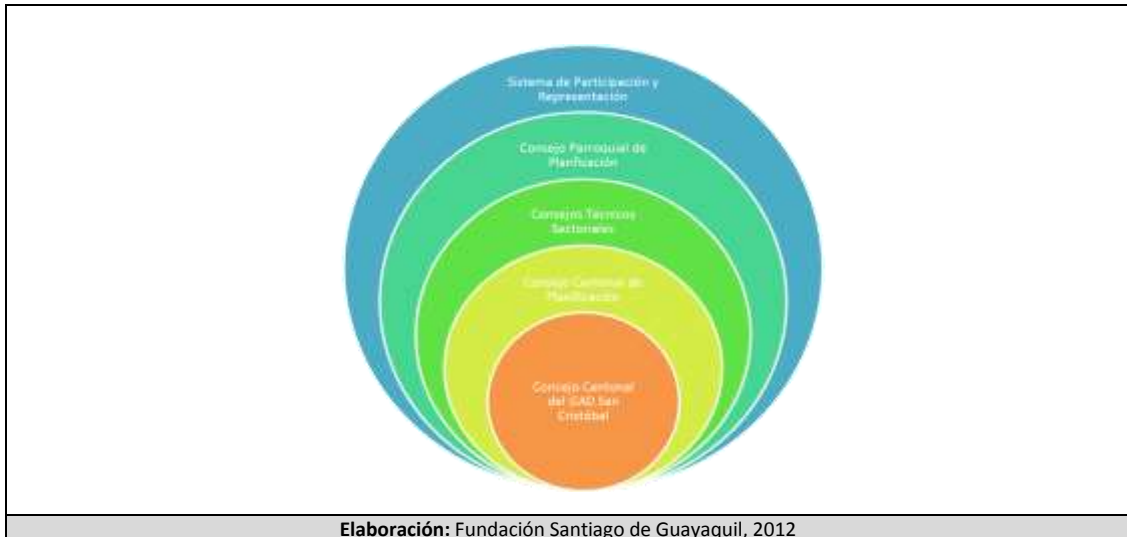 Sistema de Participación y
Representación
Consejo Parroquial de
Planificación
Consejos Técnicos
Sectoriales
Consejo Cantonal de
Planificación
Consejo Cantonal
del GAD San
Cristóbal
Elaboración: Fundación Santiago de Guayaquil, 2012